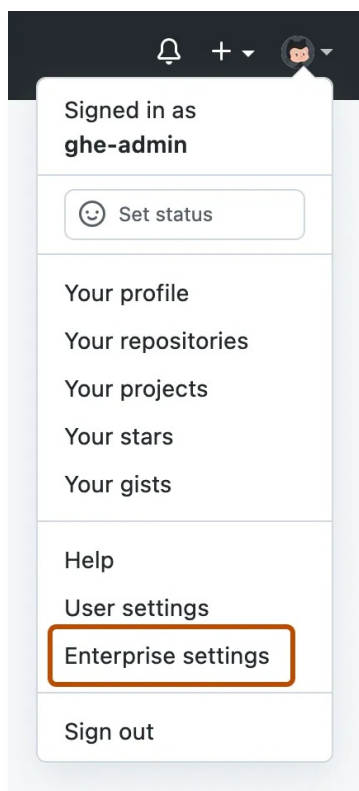 Signed in as
ghe-admin
Set status
Your profile
Your repositories
Your projects
Your stars
Your gists
Help
User settings
Enterprise settings
Sign out